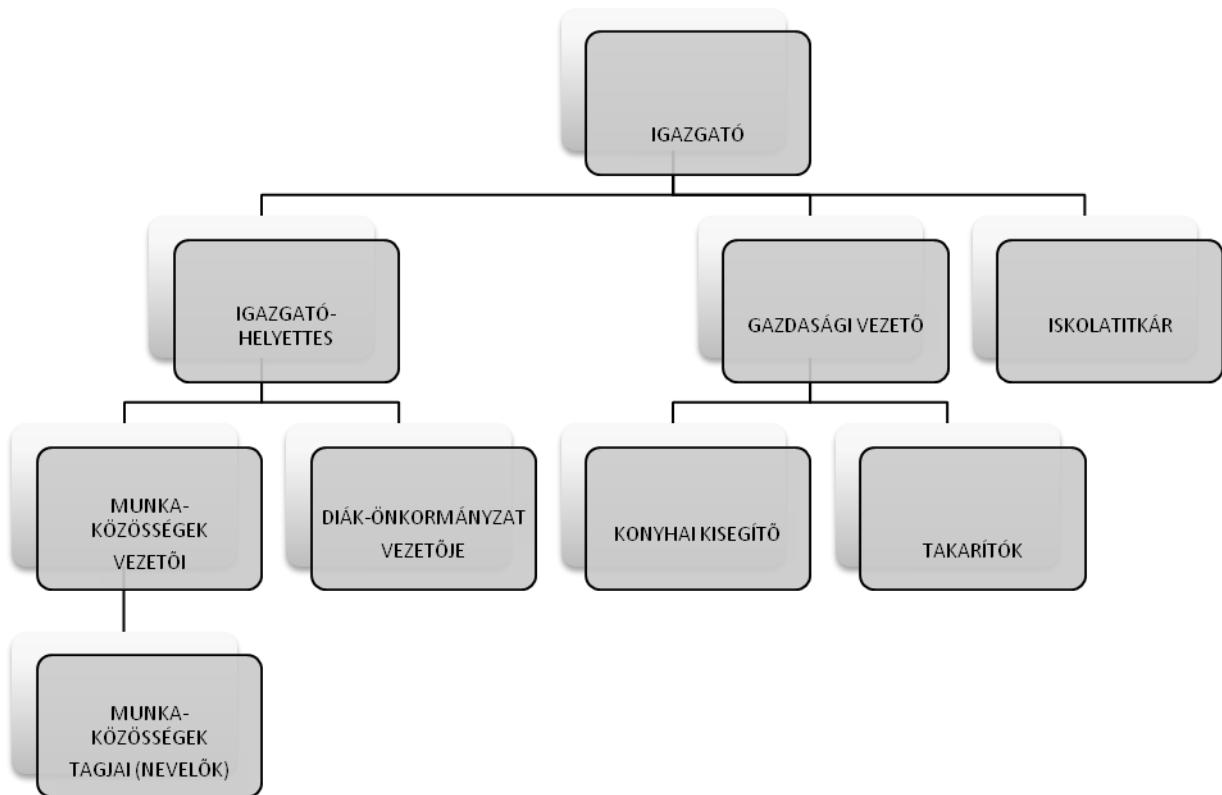 IGAZGATÓ
IGAZGATÓ-
HELYETTES
GAZDASÁGI VEZETŐ
ISKOLATITKÁR
MUNKA-
KÖZÖSSÉGEK
VEZETŐI
DIÁK-ÖNKORMÁNYZAT
VEZETŐJE
KONYHAI KISEGÍTŐ
TAKARÍTÓK
MUNKA-
KÖZÖSSÉGEK
TAGJAI (NEVELŐK)